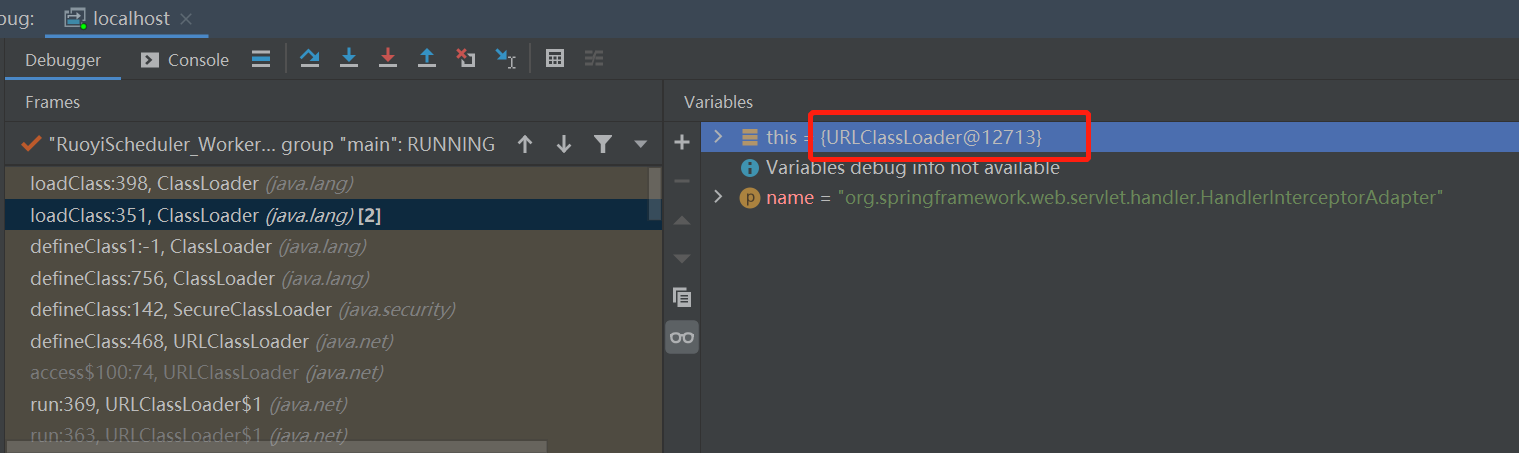 bug: localhost
Debugger Console
Frames
Variables
"RuoyiScheduler_Worker... group "main": RUNNING
this = {URLClassLoader@12713}
Variables debug info not available
name = "org.springframework.web.servlet.handler.HandlerInterceptorAdapter"
loadClass:398, ClassLoader (java.lang)
loadClass:351, ClassLoader (java.lang) [2]
defineClass1:-1, ClassLoader (java.lang)
defineClass:756, ClassLoader (java.lang)
defineClass:142, SecureClassLoader (java.security)
defineClass:468, URLClassLoader (java.net)
access$100:74, URLClassLoader (java.net)
run:369, URLClassLoader$1 (java.net)
run:363, URLClassLoader$1 (java.net)